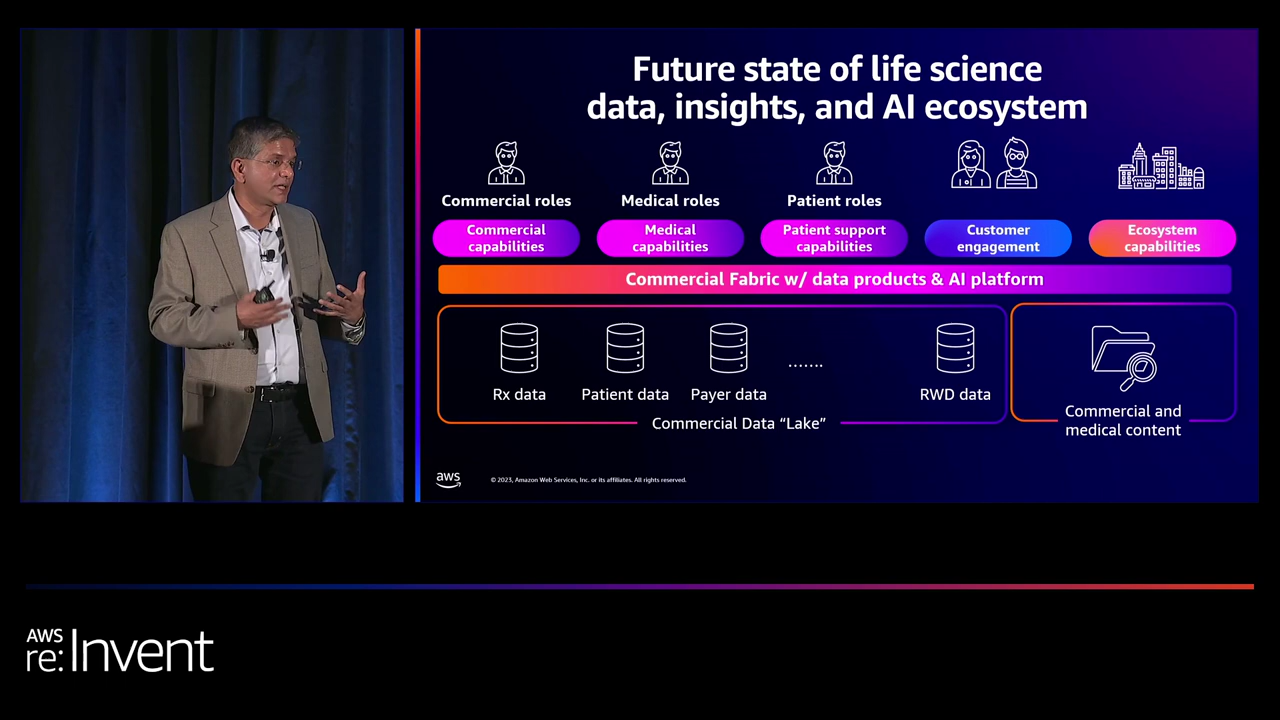 Future state of life science
data, insights, and AI ecosystem
Commercial roles
Medical roles
Patient roles
Commercial
capabilities
Medical
capabilities
Patient support
capabilities
Customer
engagement
Ecosystem
capabilities
Commercial Fabric w/ data products & AI platform
Rx data
Patient data
Payer data
.......
RWD data
Commercial Data “Lake”
Commercial and
medical content
aws
© 2023, Amazon Web Services, Inc. or its affiliates. All rights reserved.
AWS
re:Invent